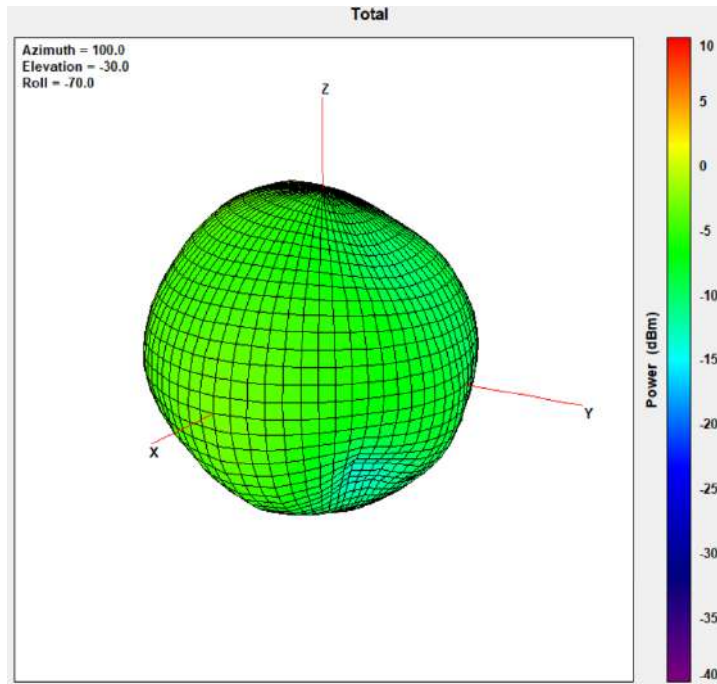 Total
Azimuth = 100.0
Elevation = -30.0
Roll = -70.0
Z
Y
X
10
5
0
-5
-10
-15
-20
-25
-30
-35
-40
Power (dBm)